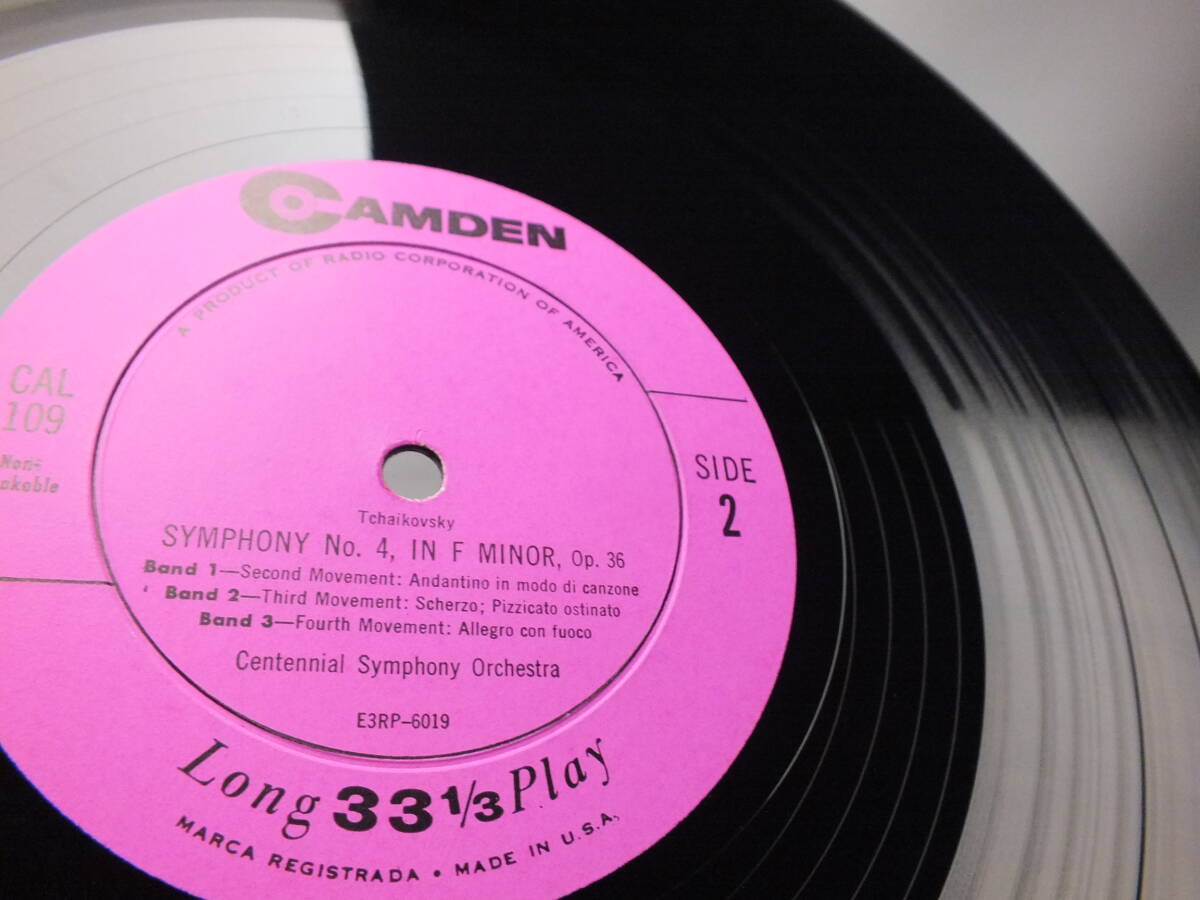 CAMDEN
A PRODUCT OF RADIO CORPORATION OF AMERICA
CAL
109
SIDE
2
Tchaikovsky
SYMPHONY No. 4, IN F MINOR, Op. 36
Band 1—Second Movement: Andantino in modo di canzone
Band 2—Third Movement: Scherzo; Pizzicato ostinato
Band 3—Fourth Movement: Allegro con fuoco
Centennial Symphony Orchestra
E3RP-6019
Long 33 1/3 Play
MARCA REGISTRADA • MADE IN U.S.A.